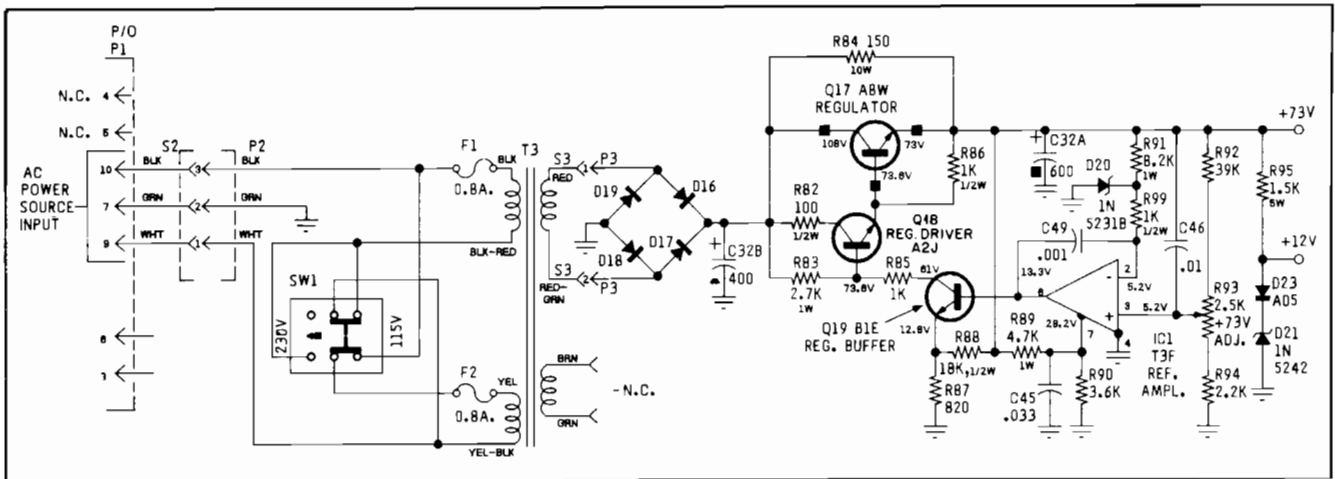 P/O
P1
N.C. 4
N.C. 5
AC
POWER
SOURCE
INPUT
10
BLK
7
GRN
9
WHT
S2
P2
3
BLK
2
GRN
1
WHT
SW1
230V
115V
F1
0.8A.
BLK
BLK-RED
F2
0.8A.
YEL
YEL-BLK
T3
S3
RED
1
P3
S3
RED-
GRN
2
P3
BRN
-N.C.
GRN
D19
D16
D18
D17
+
C32B
400
R84 150
10W
Q17 A8W
REGULATOR
108V
73V
73.6V
R82
100
1/2W
R83
2.7K
1W
Q18
REG. DRIVER
A2J
73.8V
R86
1K
1/2W
R85
1K
61V
12.8V
Q19 B1E
REG. BUFFER
R88
18K,1/2W
R87
820
R89
4.7K
1W
C45
.033
R90
3.6K
13.3V
6
28.2V
7
C49
.001
2
5.2V
3
5.2V
4
-
+
IC1
T3F
REF.
AMPL.
+
C32A
600
D20
1N
5231B
R91
8.2K
1W
R99
1K
1/2W
C46
.01
R92
39K
R93
2.5K
+73V
ADJ.
R94
2.2K
R95
1.5K
5W
+73V
+12V
D23
A05
D21
1N
5242